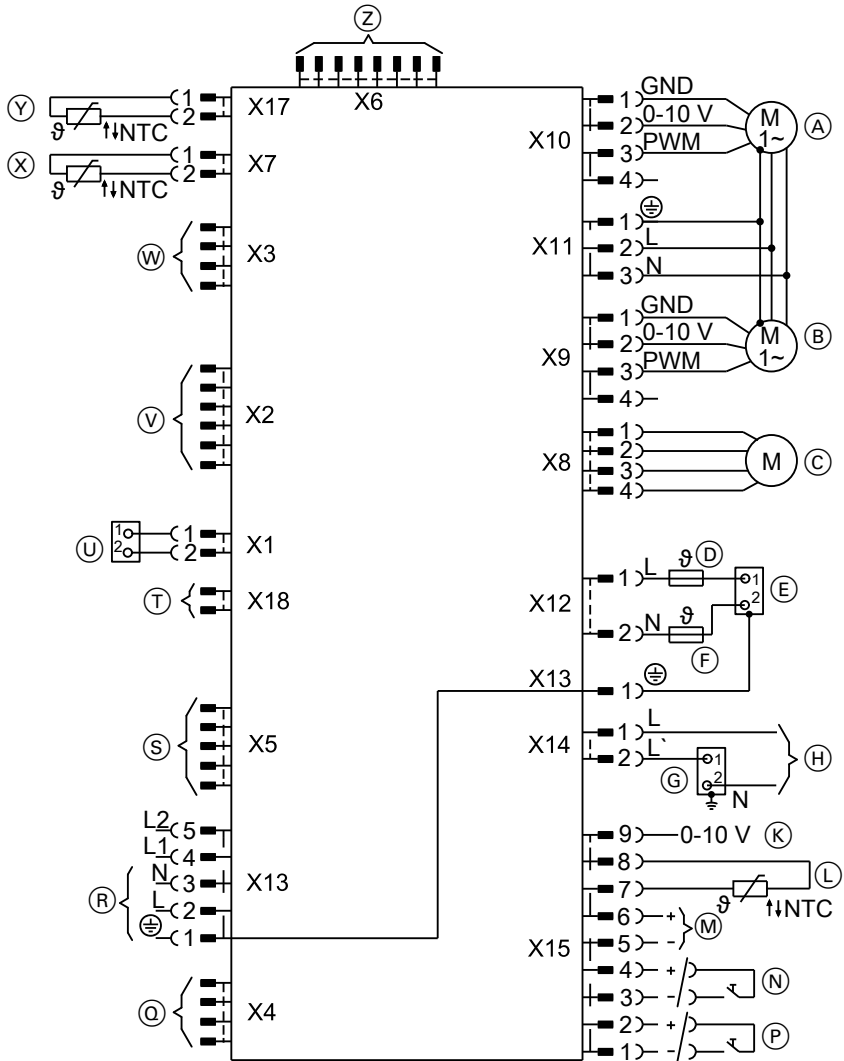 Z
X6
Y 1 2 ϑ NTC X17
X 1 2 ϑ NTC X7
W X3
V X2
U 1 2 1 2 X1
T X18
S X5
L2 5
L1 4
N 3 X13
R L 2
1
Q X4
X10 1 GND
2 0-10 V
3 PWM
4
M 1~ A
X11 1
2 L
3 N
X9 1 GND
2 0-10 V
3 PWM
4
M 1~ B
X8 1
2
3
4
M C
X12 1 L ϑ D 1 2 E
2 N ϑ F
X13 1
X14 1 L
2 L` G 1 2 N H
X15 9 0-10 V K
8
7 ϑ NTC L
6 +
5 - M
4 +
3 - N
2 +
1 - P